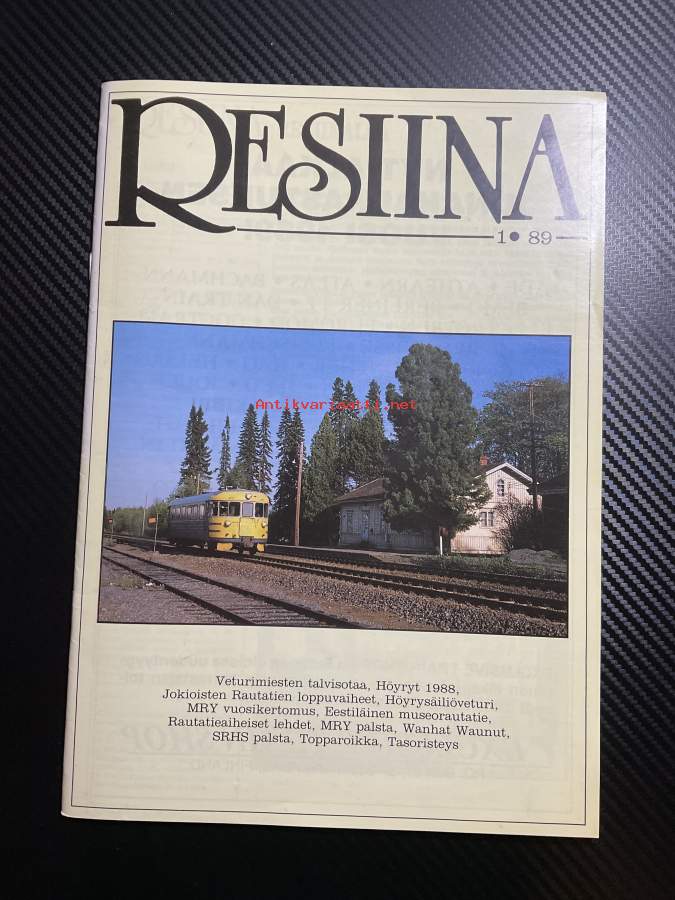 RESIINA
1 • 89
Antikvariaatti.net
Veturimiesten talvisotaa, Höyryt 1988,
Jokioisten Rautatien loppuvaiheet, Höyrysäiliöveturi,
MRY vuosikertomus, Eestiläinen museorautatie,
Rautatieaiheiset lehdet, MRY palsta, Wanhat Waunut,
SRHS palsta, Topparoikka, Tasoristeys